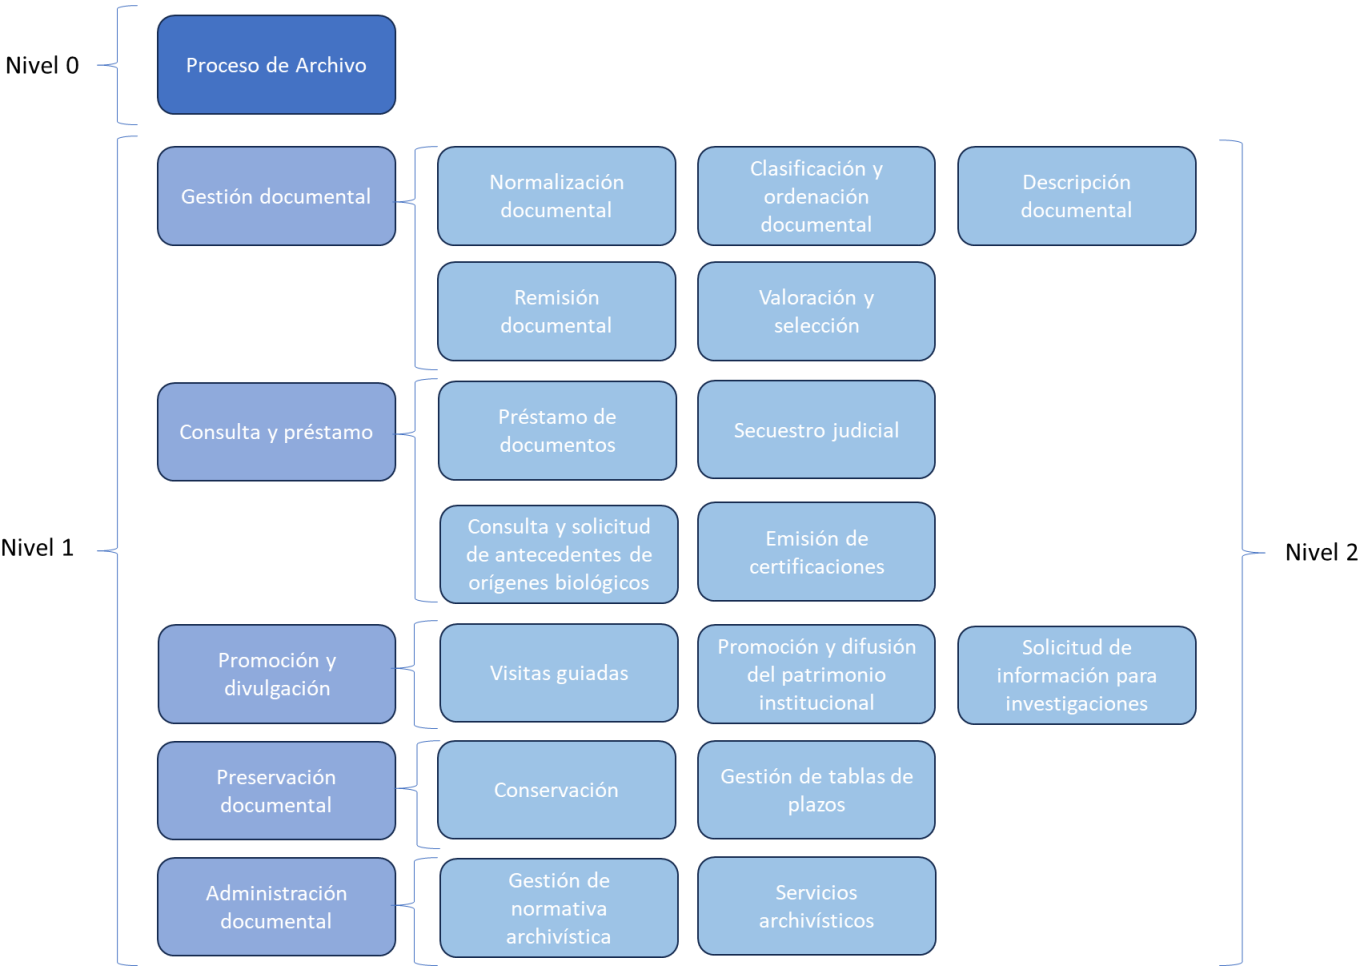 Nivel 0
Proceso de Archivo
Nivel 1
Nivel 2
Gestión documental
Normalización
documental
Clasificación y
ordenación
documental
Descripción
documental
Remisión
documental
Valoración y
selección
Consulta y préstamo
Préstamo de
documentos
Secuestro judicial
Consulta y solicitud
de antecedentes de
orígenes biológicos
Emisión de
certificaciones
Promoción y
divulgación
Visitas guiadas
Promoción y difusión
del patrimonio
institucional
Solicitud de
información para
investigaciones
Preservación
documental
Conservación
Gestión de tablas de
plazos
Administración
documental
Gestión de
normativa
archivística
Servicios
archivísticos